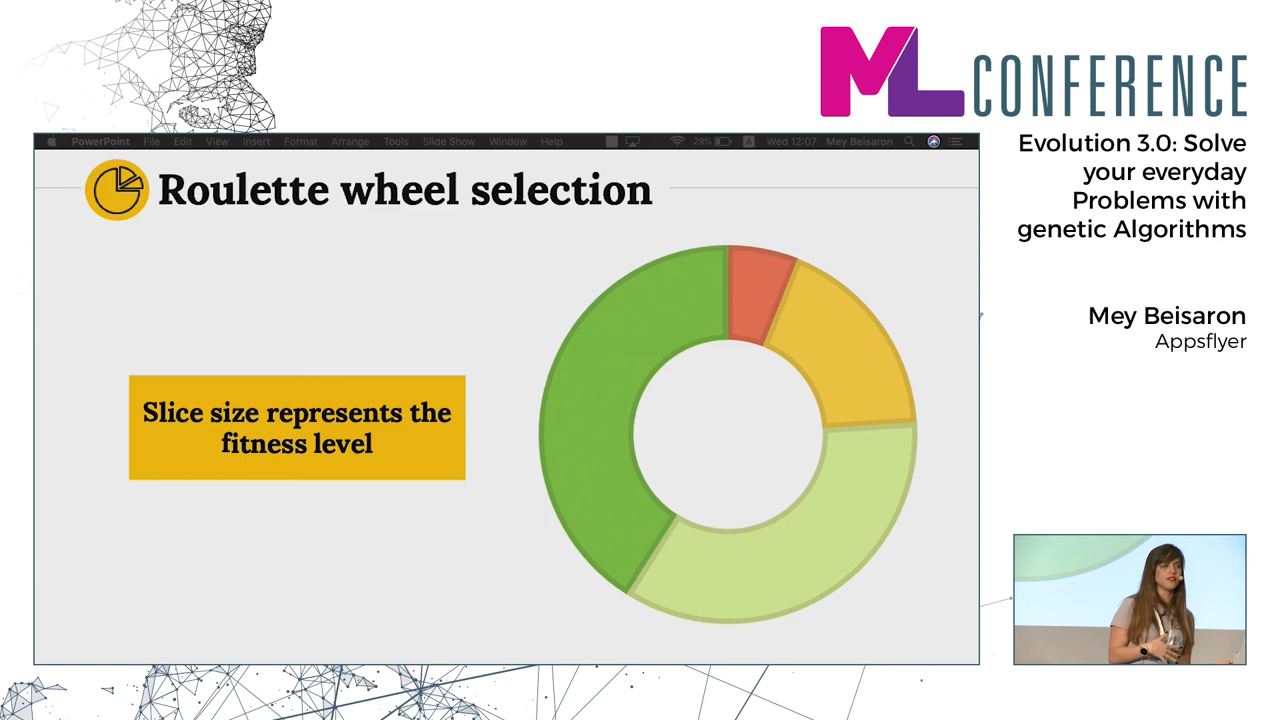 ML CONFERENCE
Evolution 3.0: Solve
your everyday
Problems with
genetic Algorithms
Mey Beisaron
Appsflyer
PowerPoint File Edit View Insert Format Arrange Tools Slide Show Window Help 29% A Wed 12:07 Mey Beisaron
Roulette wheel selection
Slice size represents the
fitness level